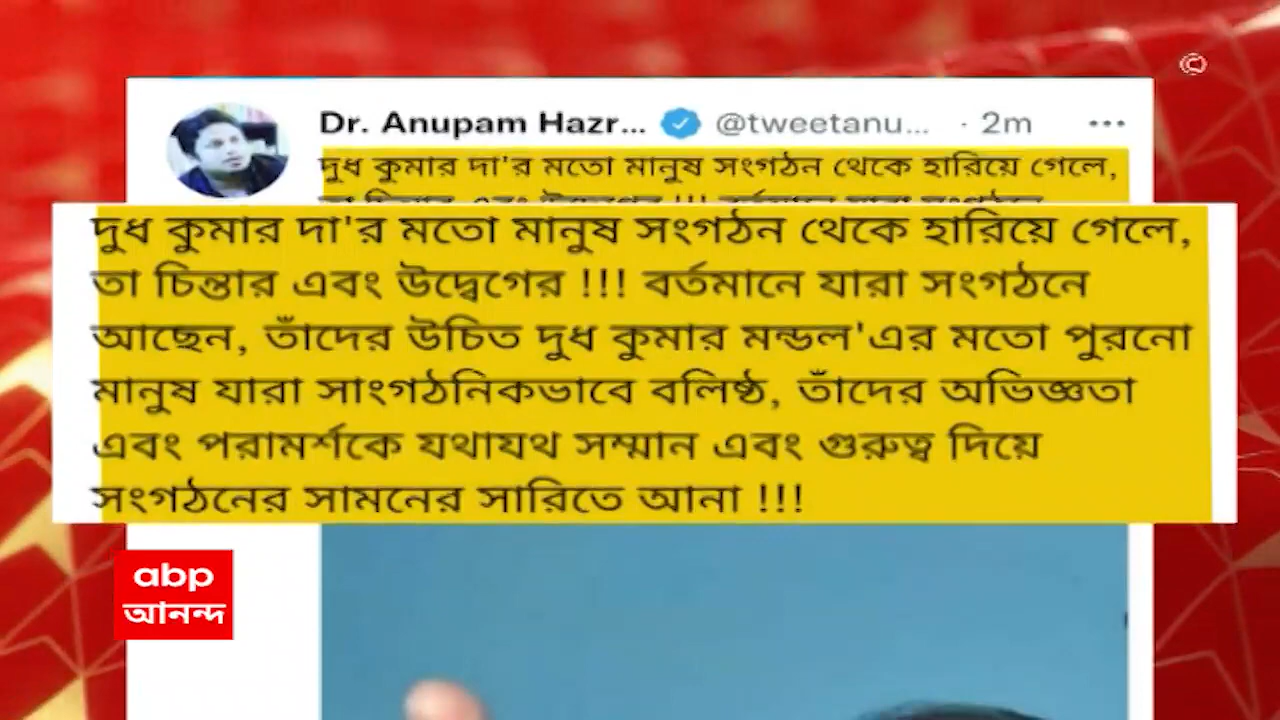 Dr. Anupam Hazr... @tweetanu... · 2m ...
দুধ কুমার দা'র মতো মানুষ সংগঠন থেকে হারিয়ে গেলে,
দুধ কুমার দা'র মতো মানুষ সংগঠন থেকে হারিয়ে গেলে,
তা চিন্তার এবং উদ্বেগের !!! বর্তমানে যারা সংগঠনে
আছেন, তাঁদের উচিত দুধ কুমার মন্ডল'এর মতো পুরনো
মানুষ যারা সাংগঠনিকভাবে বলিষ্ঠ, তাঁদের অভিজ্ঞতা
এবং পরামর্শকে যথাযথ সম্মান এবং গুরুত্ব দিয়ে
সংগঠনের সামনের সারিতে আনা !!!
abp
আনন্দ